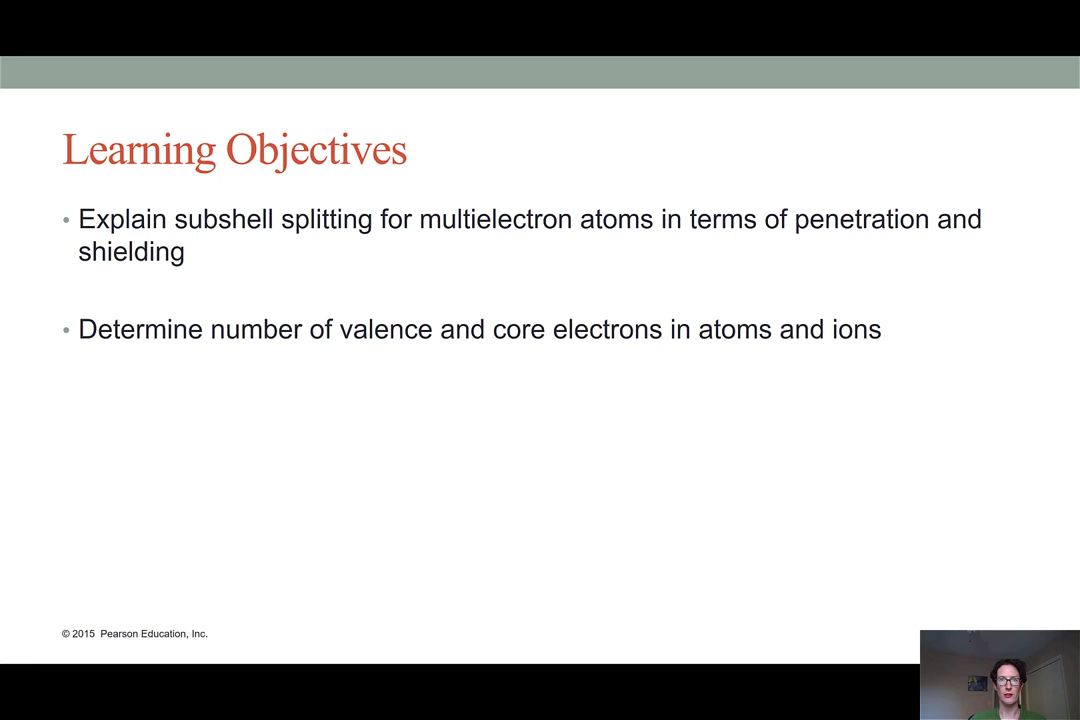 Learning Objectives
• Explain subshell splitting for multielectron atoms in terms of penetration and
shielding
• Determine number of valence and core electrons in atoms and ions
© 2015 Pearson Education, Inc.